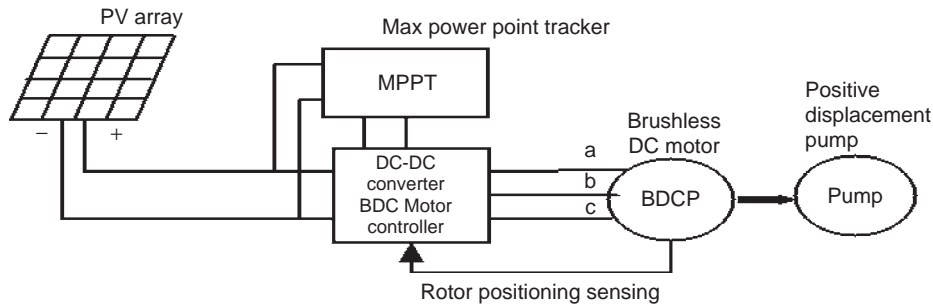 PV array
Max power point tracker
MPPT
− +
Positive
displacement
pump
Brushless
DC motor
DC-DC
converter
BDC Motor
controller
a
b
c
BDCP
Pump
Rotor positioning sensing